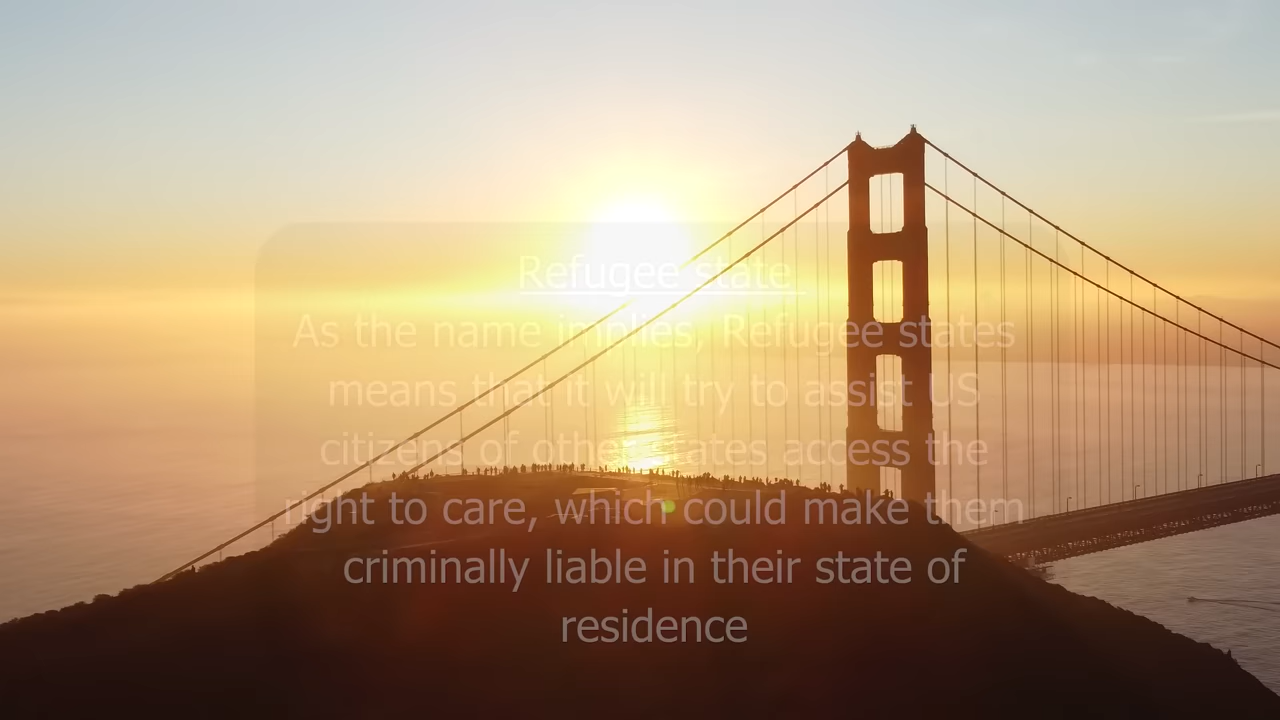 Refugee state
As the name implies, Refugee states
means that it will try to assist US
citizens of other states access the
right to care, which could make them
criminally liable in their state of
residence